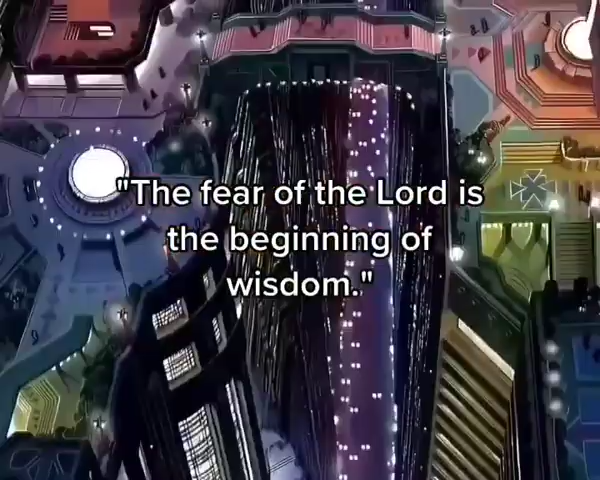 "The fear of the Lord is
the beginning of
wisdom."